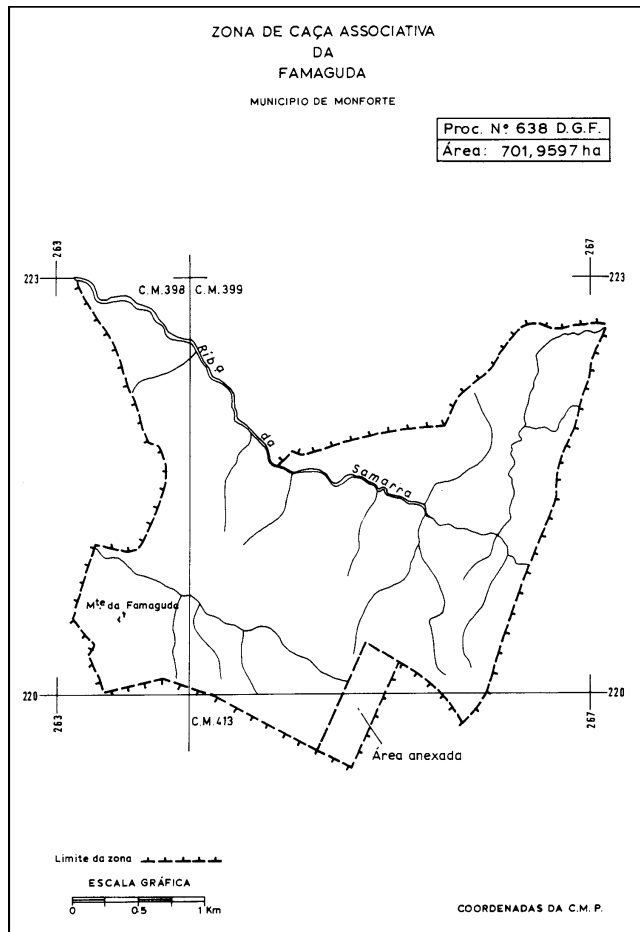 ZONA DE CAÇA ASSOCIATIVA
DA
FAMAGUDA
MUNICIPIO DE MONFORTE
Proc. Nº 638 D.G.F.
Área: 701,9597 ha
263
267
223
223
C.M.398
C.M.399
Ribª
da
Samarra
Mte da Famaguda
220
220
263
267
C.M.413
Área anexada
Limite da zona
ESCALA GRÁFICA
0 0.5 1 Km
COORDENADAS DA C.M.P.